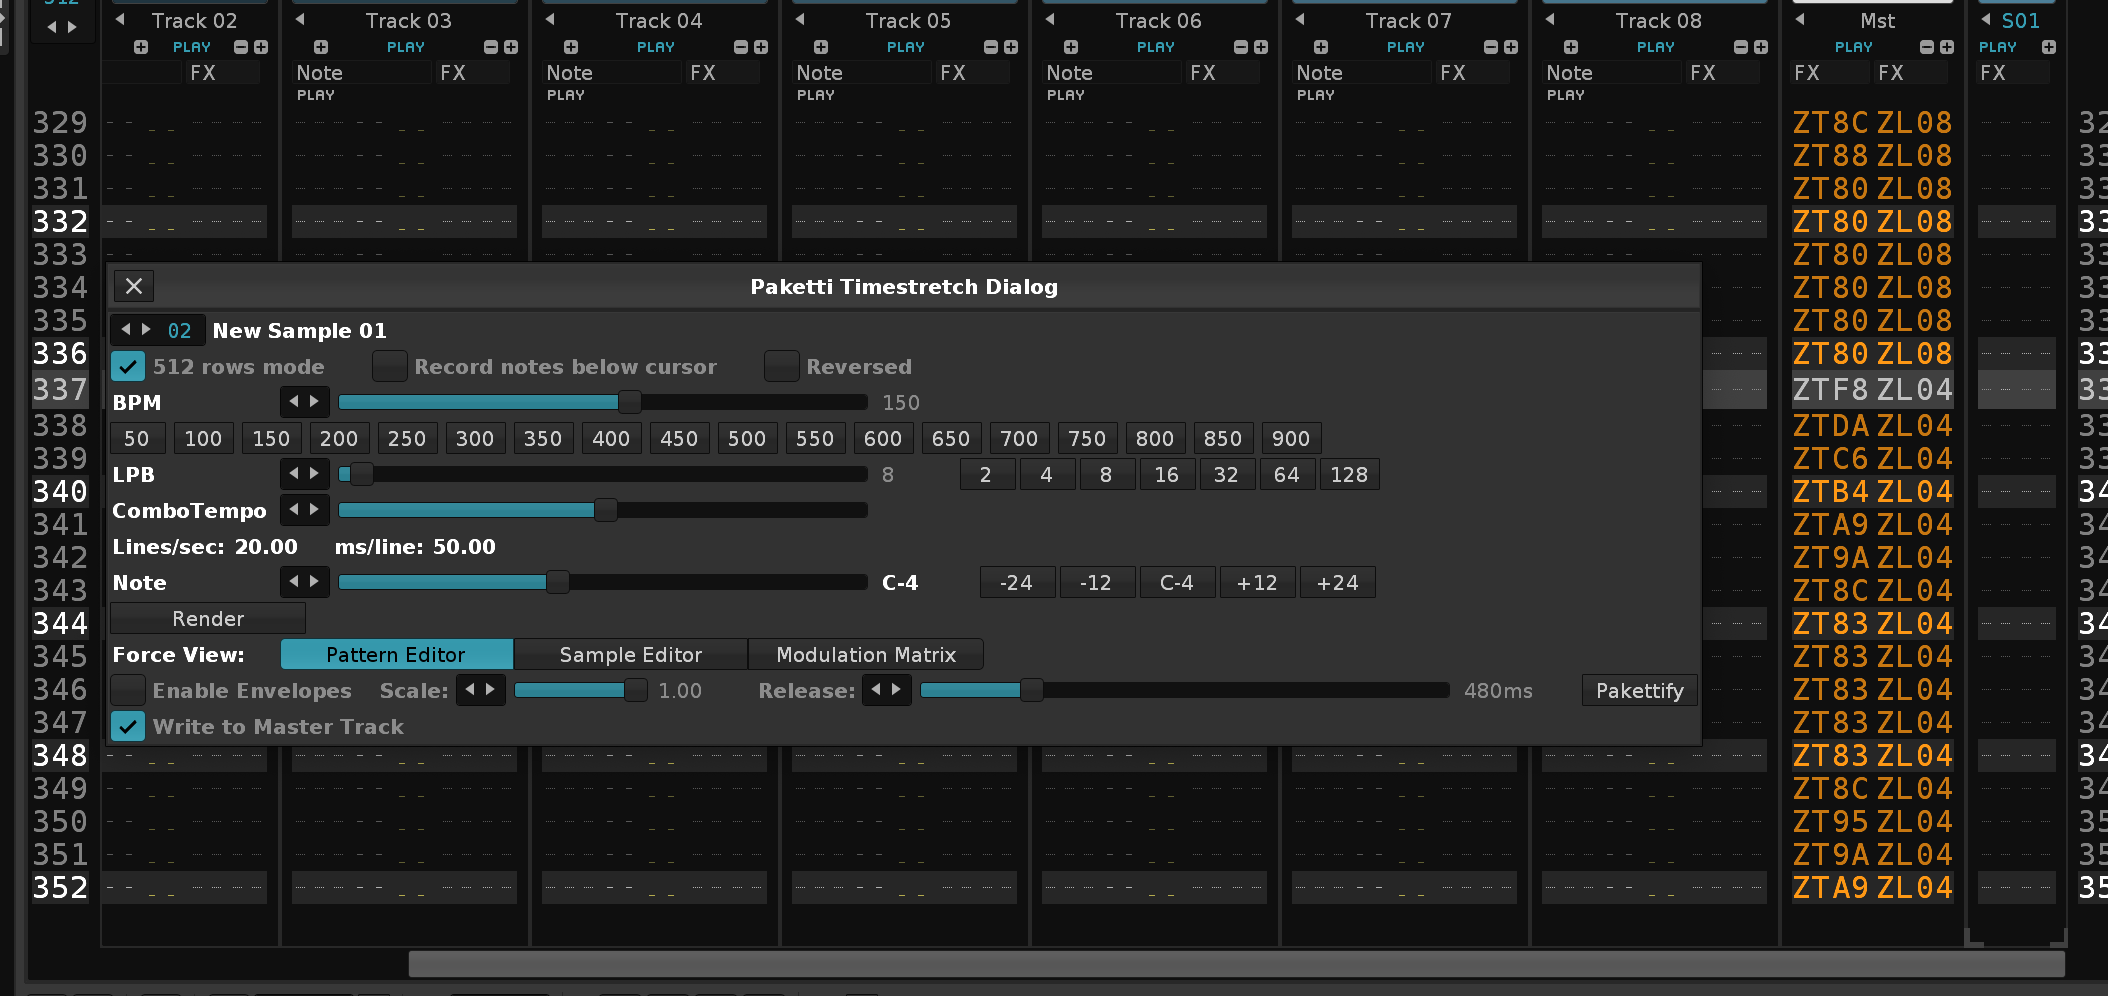 Track 02 Track 03 Track 04 Track 05 Track 06 Track 07 Track 08 Mst S01
PLAY PLAY PLAY PLAY PLAY PLAY PLAY PLAY PLAY
FX Note FX Note FX Note FX Note FX Note FX Note FX FX FX FX
PLAY PLAY PLAY PLAY PLAY PLAY
329 ZT8C ZL08
330 ZT88 ZL08
331 ZT80 ZL08
332 ZT80 ZL08
333 ZT80 ZL08
334 ZT80 ZL08
335 ZT80 ZL08
336 ZT80 ZL08
337 ZTF8 ZL04
338 ZTDA ZL04
339 ZTC6 ZL04
340 ZTB4 ZL04
341 ZTA9 ZL04
342 ZT9A ZL04
343 ZT8C ZL04
344 ZT83 ZL04
345 ZT83 ZL04
346 ZT83 ZL04
347 ZT83 ZL04
348 ZT83 ZL04
349 ZT8C ZL04
350 ZT95 ZL04
351 ZT9A ZL04
352 ZTA9 ZL04
Paketti Timestretch Dialog
02 New Sample 01
512 rows mode Record notes below cursor Reversed
BPM 150
50 100 150 200 250 300 350 400 450 500 550 600 650 700 750 800 850 900
LPB 8 2 4 8 16 32 64 128
ComboTempo
Lines/sec: 20.00 ms/line: 50.00
Note C-4 -24 -12 C-4 +12 +24
Render
Force View: Pattern Editor Sample Editor Modulation Matrix
Enable Envelopes Scale: 1.00 Release: 480ms Pakettify
Write to Master Track